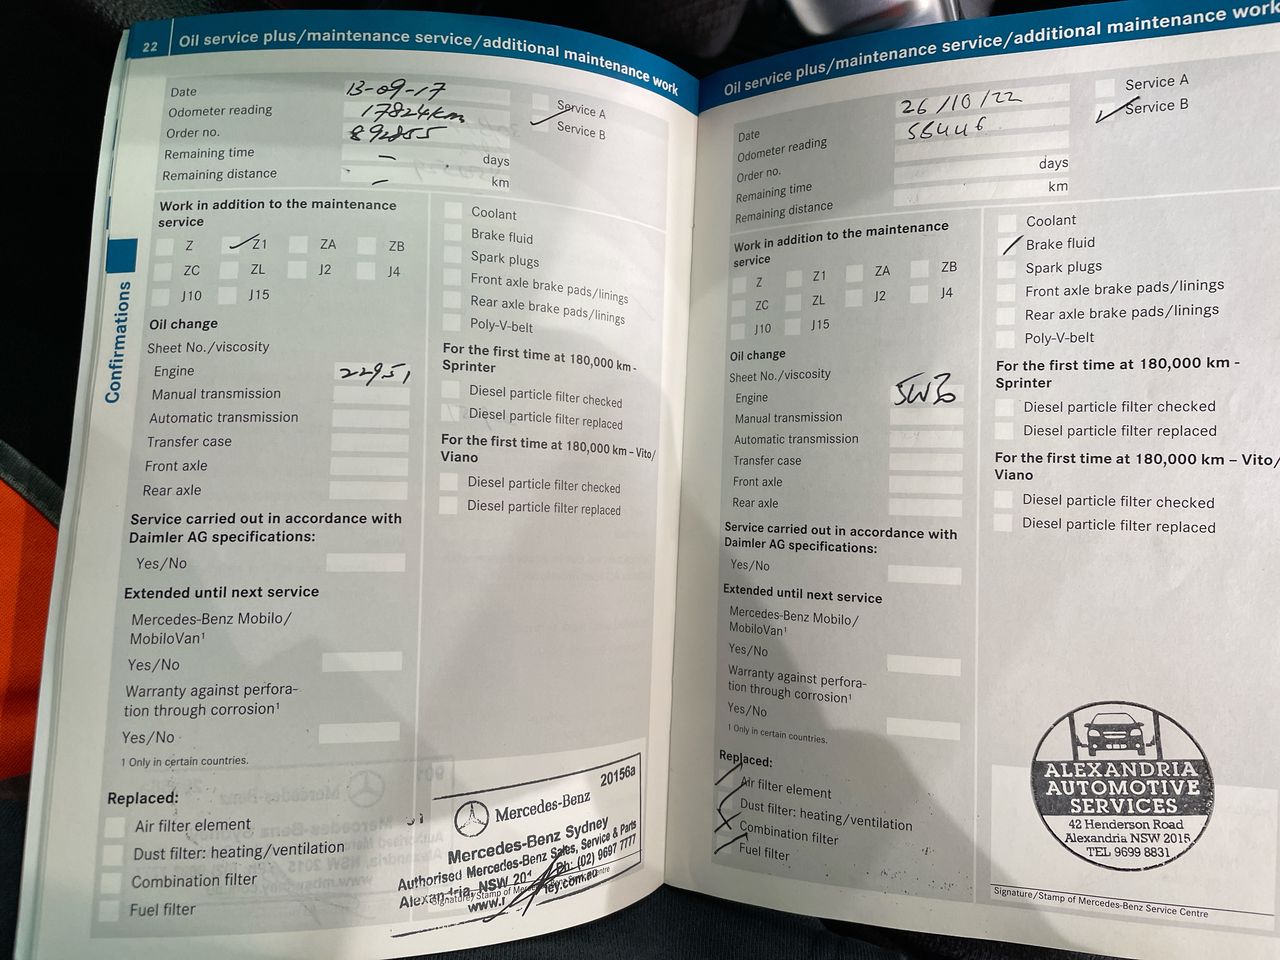 22 Oil service plus/maintenance service/additional maintenance work
Date 13-09-17
Odometer reading 17824km
Order no. 892855
Remaining time – days
Remaining distance – km
Service A
Service B
Work in addition to the maintenance
service
Z Z1 ZA ZB
ZC ZL J2 J4
J10 J15
Oil change
Sheet No./viscosity
Engine 22951
Manual transmission
Automatic transmission
Transfer case
Front axle
Rear axle
Service carried out in accordance with
Daimler AG specifications:
Yes/No
Extended until next service
Mercedes-Benz Mobilo/
MobiloVan¹
Yes/No
Warranty against perfora-
tion through corrosion¹
Yes/No
¹ Only in certain countries.
Replaced:
Air filter element
Dust filter: heating/ventilation
Combination filter
Fuel filter
Confirmations
Coolant
Brake fluid
Spark plugs
Front axle brake pads/linings
Rear axle brake pads/linings
Poly-V-belt
For the first time at 180,000 km -
Sprinter
Diesel particle filter checked
Diesel particle filter replaced
For the first time at 180,000 km – Vito/
Viano
Diesel particle filter checked
Diesel particle filter replaced
20156a
Mercedes-Benz
Mercedes-Benz Sydney
Authorised Mercedes-Benz Sales, Service & Parts
Alexandria, NSW Ph: (02) 9697 7777
Oil service plus/maintenance service/additional maintenance work
Date 26/10/22
Odometer reading 56446
Order no.
Remaining time days
Remaining distance km
Service A
Service B
Work in addition to the maintenance
service
Z Z1 ZA ZB
ZC ZL J2 J4
J10 J15
Oil change
Sheet No./viscosity
Engine 5W30
Manual transmission
Automatic transmission
Transfer case
Front axle
Rear axle
Service carried out in accordance with
Daimler AG specifications:
Yes/No
Extended until next service
Mercedes-Benz Mobilo/
MobiloVan¹
Yes/No
Warranty against perfora-
tion through corrosion¹
Yes/No
¹ Only in certain countries.
Replaced:
Air filter element
Dust filter: heating/ventilation
Combination filter
Fuel filter
Coolant
Brake fluid
Spark plugs
Front axle brake pads/linings
Rear axle brake pads/linings
Poly-V-belt
For the first time at 180,000 km -
Sprinter
Diesel particle filter checked
Diesel particle filter replaced
For the first time at 180,000 km – Vito/
Viano
Diesel particle filter checked
Diesel particle filter replaced
ALEXANDRIA
AUTOMOTIVE
SERVICES
42 Henderson Road
Alexandria NSW 2015
TEL 9699 8831
Signature/Stamp of Mercedes-Benz Service Centre